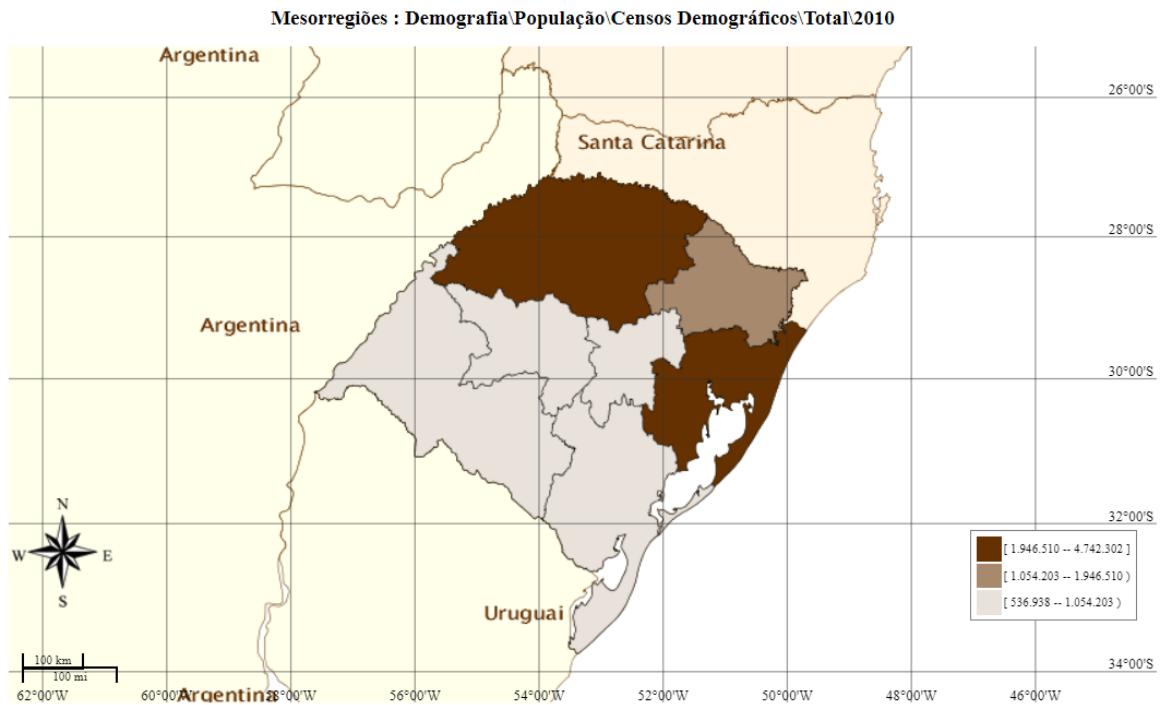 Mesorregiões : Demografia\População\Censos Demográficos\Total\2010
Argentina
26°00'S
Santa Catarina
28°00'S
Argentina
30°00'S
N
W E
S
32°00'S
[ 1.946.510 -- 4.742.302 ]
[ 1.054.203 -- 1.946.510 )
[ 536.938 -- 1.054.203 )
Uruguai
100 km
100 mi
34°00'S
Argentina
62°00'W 60°00'W 58°00'W 56°00'W 54°00'W 52°00'W 50°00'W 48°00'W 46°00'W